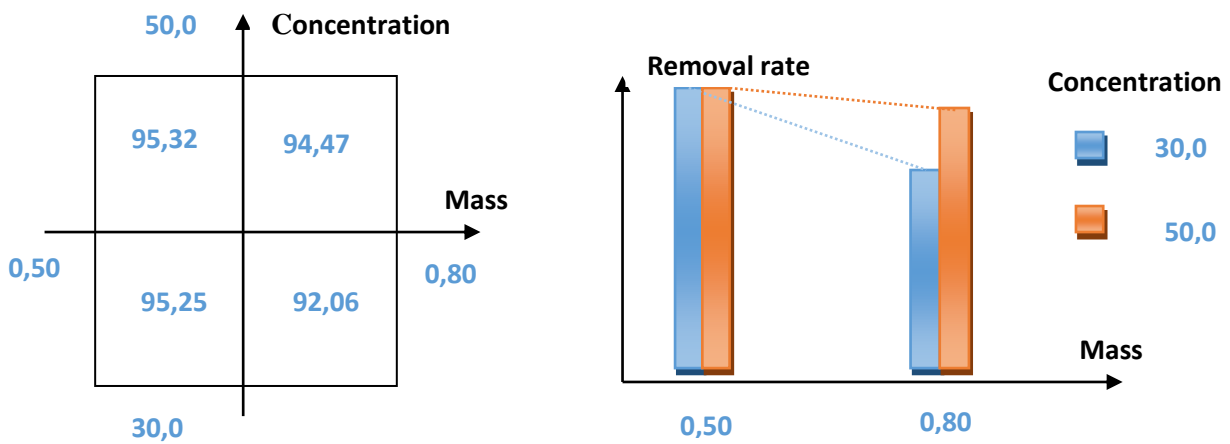 50,0
Concentration
95,32
94,47
Mass
0,50
0,80
95,25
92,06
30,0
Removal rate
Concentration
30,0
50,0
Mass
0,50
0,80